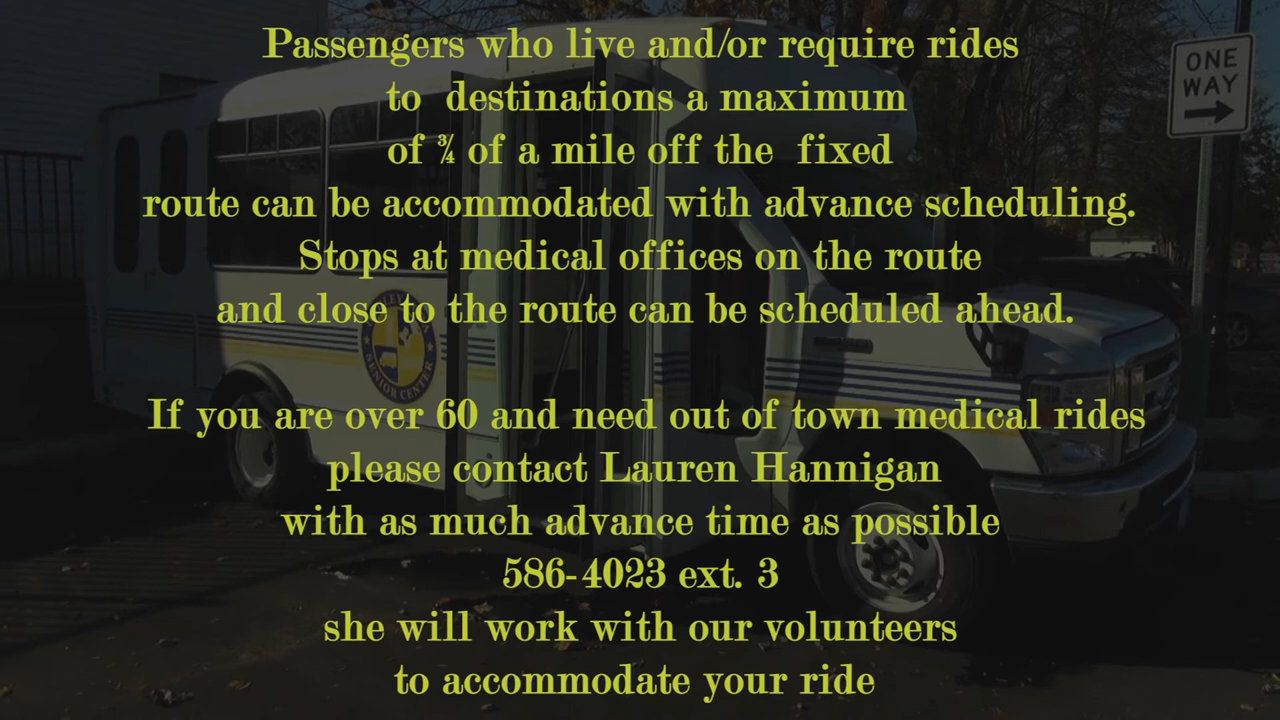 Passengers who live and/or require rides
to destinations a maximum
of ¾ of a mile off the fixed
route can be accommodated with advance scheduling.
Stops at medical offices on the route
and close to the route can be scheduled ahead.
If you are over 60 and need out of town medical rides
please contact Lauren Hannigan
with as much advance time as possible
586-4023 ext. 3
she will work with our volunteers
to accommodate your ride
ONE
WAY
SENIOR CENTER